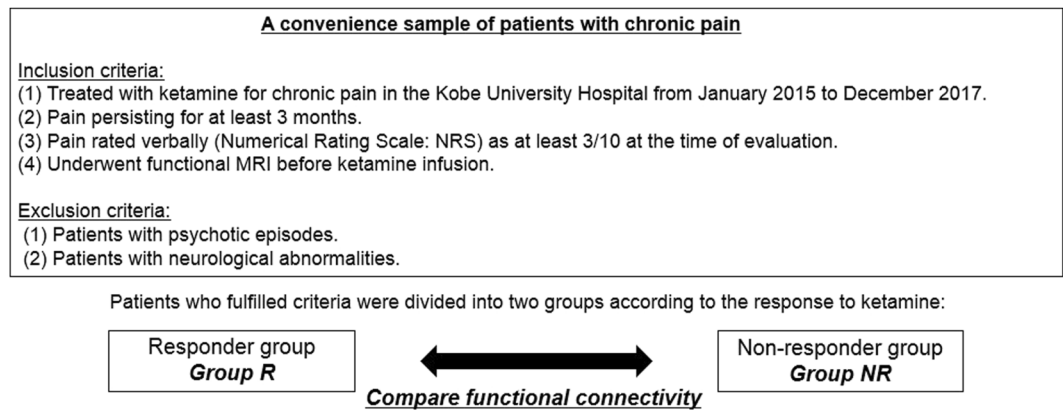 A convenience sample of patients with chronic pain
Inclusion criteria:
(1) Treated with ketamine for chronic pain in the Kobe University Hospital from January 2015 to December 2017.
(2) Pain persisting for at least 3 months.
(3) Pain rated verbally (Numerical Rating Scale: NRS) as at least 3/10 at the time of evaluation.
(4) Underwent functional MRI before ketamine infusion.
Exclusion criteria:
(1) Patients with psychotic episodes.
(2) Patients with neurological abnormalities.
Patients who fulfilled criteria were divided into two groups according to the response to ketamine:
Responder group
Group R
Non-responder group
Group NR
Compare functional connectivity